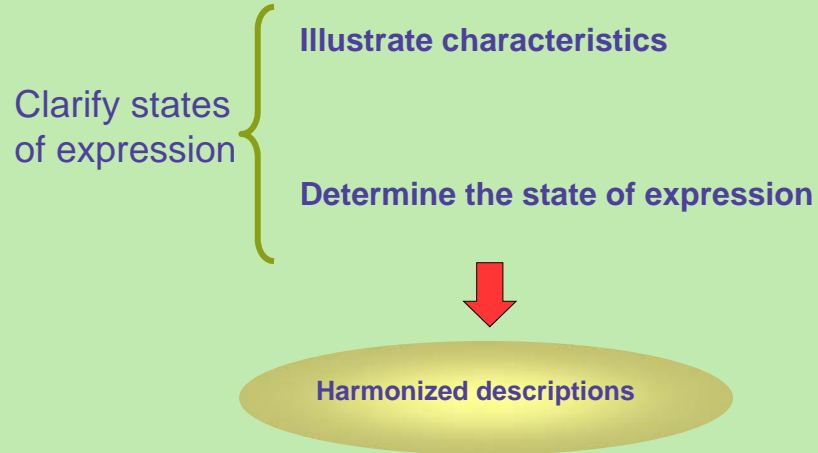 Illustrate characteristics
Clarify states
of expression
Determine the state of expression
Harmonized descriptions